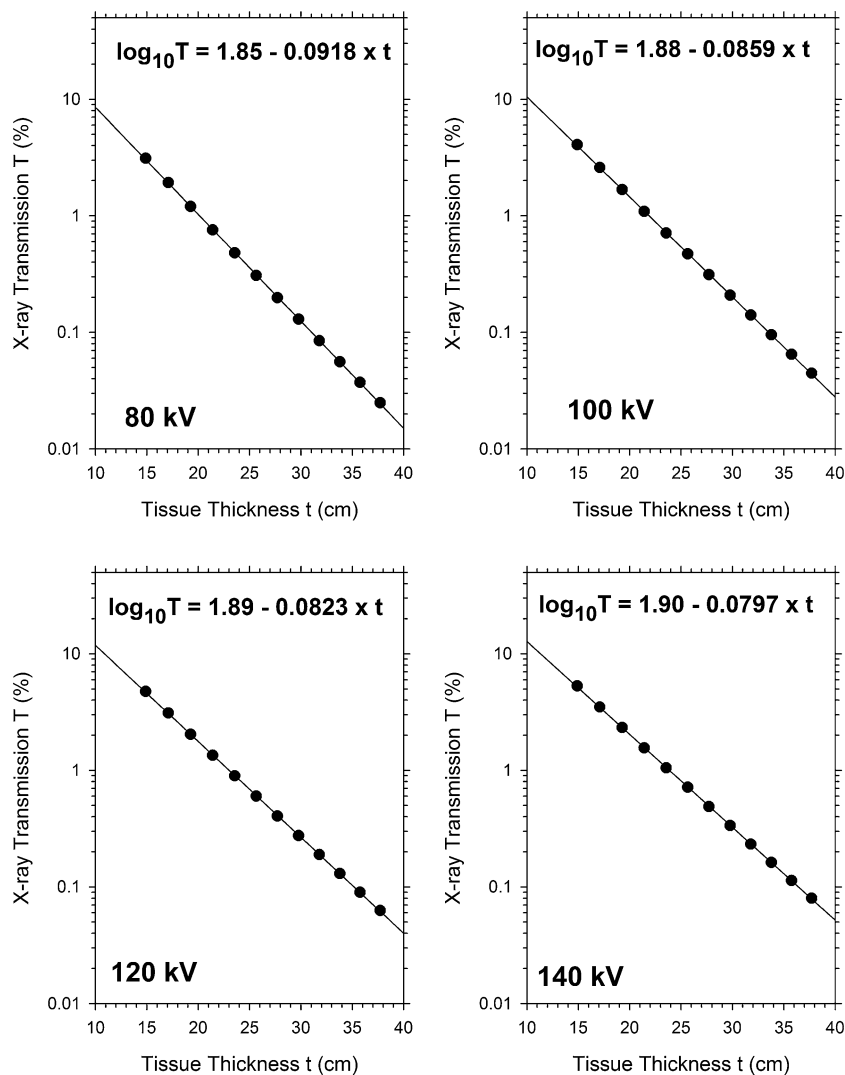 log10T = 1.85 - 0.0918 x t
X-ray Transmission T (%)
10
1
0.1
0.01
80 kV
10 15 20 25 30 35 40
Tissue Thickness t (cm)
log10T = 1.88 - 0.0859 x t
X-ray Transmission T (%)
10
1
0.1
0.01
100 kV
10 15 20 25 30 35 40
Tissue Thickness t (cm)
log10T = 1.89 - 0.0823 x t
X-ray Transmission T (%)
10
1
0.1
0.01
120 kV
10 15 20 25 30 35 40
Tissue Thickness t (cm)
log10T = 1.90 - 0.0797 x t
X-ray Transmission T (%)
10
1
0.1
0.01
140 kV
10 15 20 25 30 35 40
Tissue Thickness t (cm)